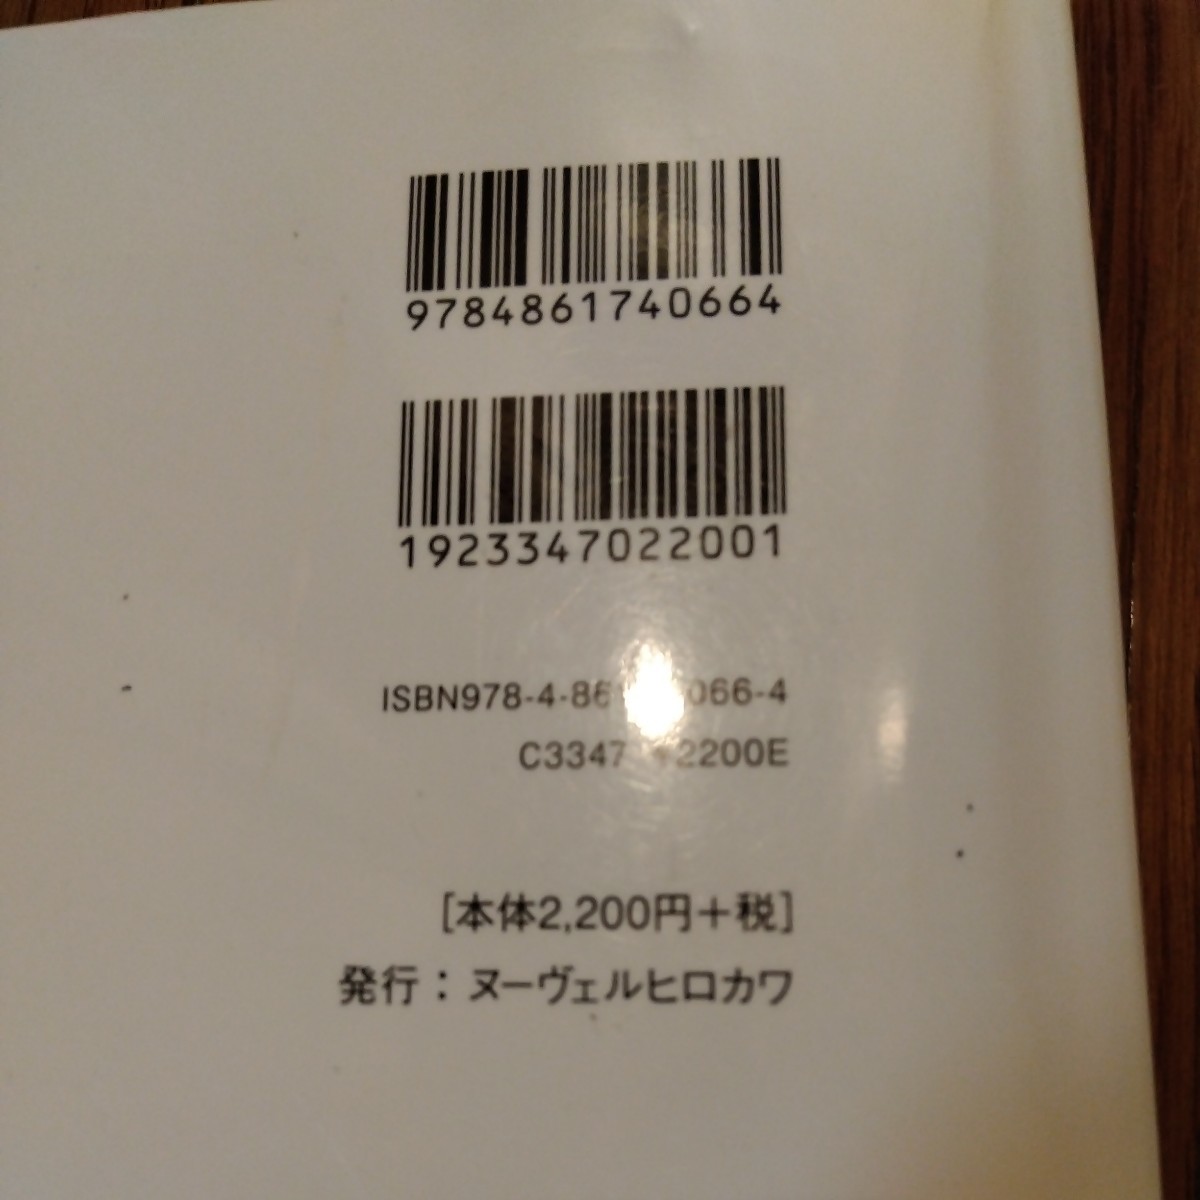 9784861740664
1923347022001
ISBN978-4-86 066-4
C3347 ¥2200E
[本体2,200円+税]
発行：ヌーヴェルヒロカワ